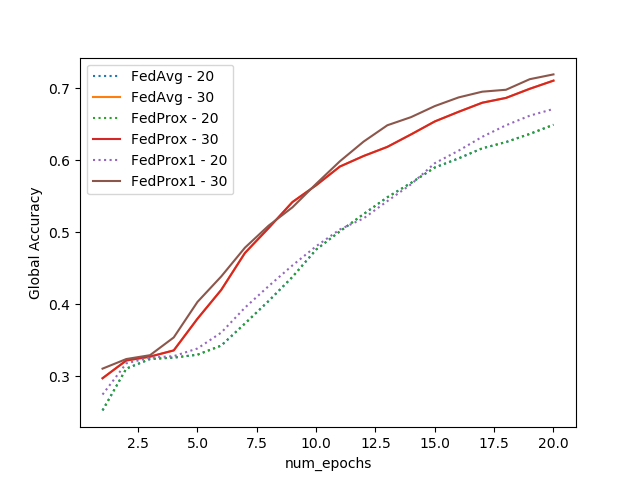 FedAvg - 20
FedAvg - 30
FedProx - 20
FedProx - 30
FedProx1 - 20
FedProx1 - 30
0.7
0.6
0.5
0.4
0.3
Global Accuracy
2.5 5.0 7.5 10.0 12.5 15.0 17.5 20.0
num_epochs